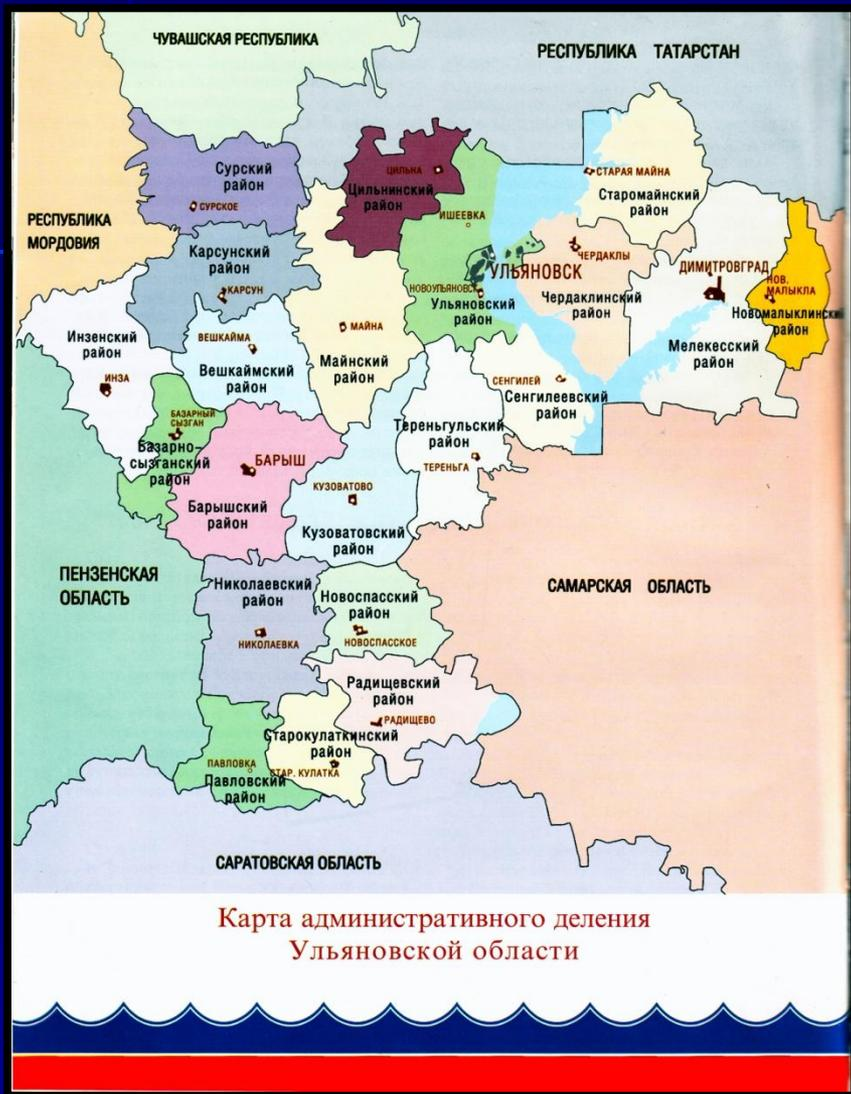 ЧУВАШСКАЯ РЕСПУБЛИКА
РЕСПУБЛИКА ТАТАРСТАН
Сурский
район
СУРСКОЕ
ЦИЛЬНА
Цильнинский
район
СТАРАЯ МАЙНА
Старомайнский
район
РЕСПУБЛИКА
МОРДОВИЯ
ИШЕЕВКА
Карсунский
район
КАРСУН
УЛЬЯНОВСК
НОВОУЛЬЯНОВСК
Ульяновский
район
ЧЕРДАКЛЫ
Чердаклинский
район
ДИМИТРОВГРАД
Мелекесский
район
НОВ.
МАЛЫКЛА
Новомалыклинский
район
Инзенский
район
ИНЗА
ВЕШКАЙМА
Вешкаймский
район
МАЙНА
Майнский
район
СЕНГИЛЕЙ
Сенгилеевский
район
БАЗАРНЫЙ
СЫЗГАН
Базарно-
сызганский
район
БАРЫШ
Барышский
район
Тереньгульский
район
ТЕРЕНЬГА
КУЗОВАТОВО
Кузоватовский
район
ПЕНЗЕНСКАЯ
ОБЛАСТЬ
САМАРСКАЯ ОБЛАСТЬ
Николаевский
район
НИКОЛАЕВКА
Новоспасский
район
НОВОСПАССКОЕ
Радищевский
район
РАДИЩЕВО
Старокулаткинский
район
СТАР. КУЛАТКА
ПАВЛОВКА
Павловский
район
САРАТОВСКАЯ ОБЛАСТЬ
Карта административного деления
Ульяновской области